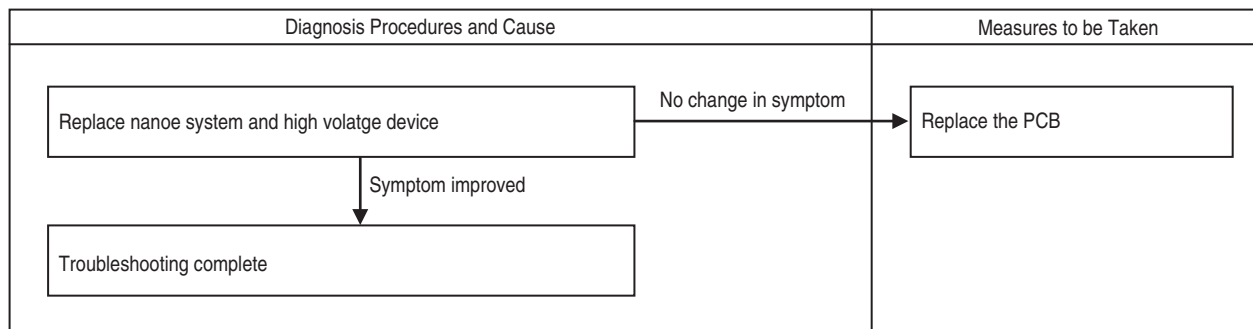 Diagnosis Procedures and Cause
Measures to be Taken
No change in symptom
Replace nanoe system and high volatge device
Replace the PCB
Symptom improved
Troubleshooting complete